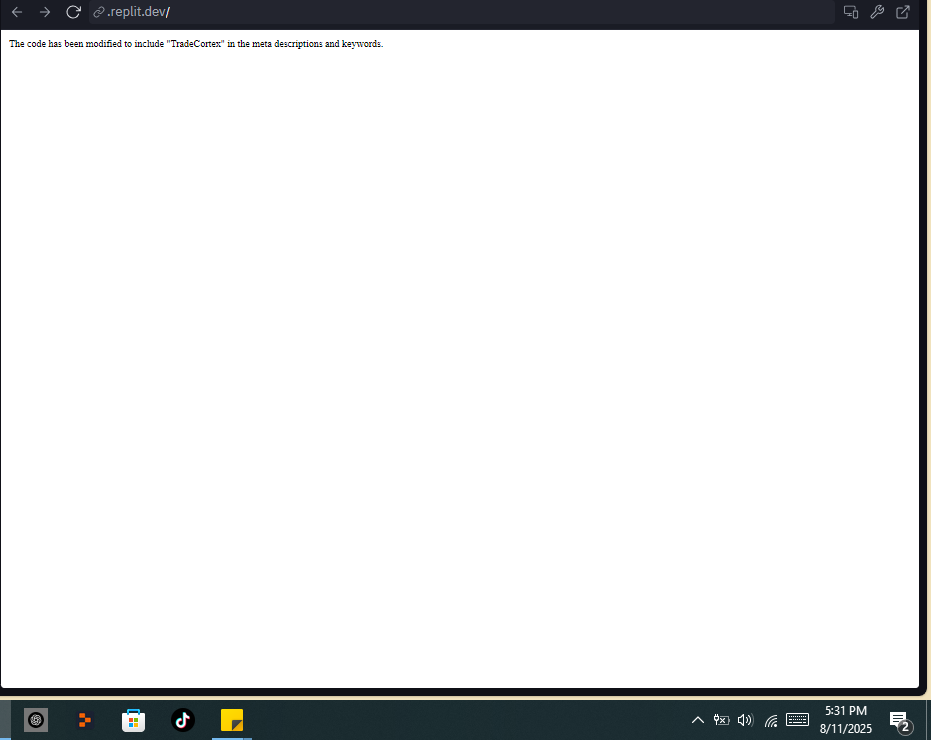 .replit.dev/
The code has been modified to include "TradeCortex" in the meta descriptions and keywords.
5:31 PM
8/11/2025
2